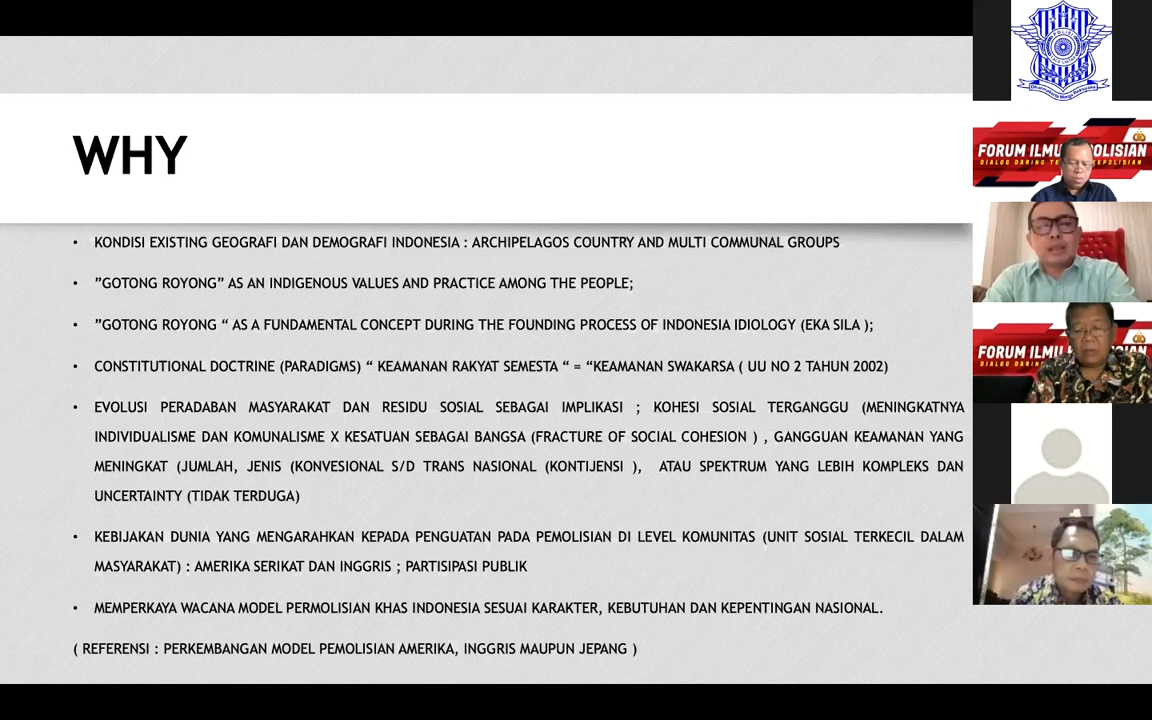 WHY
• KONDISI EXISTING GEOGRAFI DAN DEMOGRAFI INDONESIA : ARCHIPELAGOS COUNTRY AND MULTI COMMUNAL GROUPS
• ”GOTONG ROYONG” AS AN INDIGENOUS VALUES AND PRACTICE AMONG THE PEOPLE;
• ”GOTONG ROYONG “ AS A FUNDAMENTAL CONCEPT DURING THE FOUNDING PROCESS OF INDONESIA IDIOLOGY (EKA SILA );
• CONSTITUTIONAL DOCTRINE (PARADIGMS) “ KEAMANAN RAKYAT SEMESTA “ = “KEAMANAN SWAKARSA ( UU NO 2 TAHUN 2002)
• EVOLUSI PERADABAN MASYARAKAT DAN RESIDU SOSIAL SEBAGAI IMPLIKASI ; KOHESI SOSIAL TERGANGGU (MENINGKATNYA
INDIVIDUALISME DAN KOMUNALISME X KESATUAN SEBAGAI BANGSA (FRACTURE OF SOCIAL COHESION ) , GANGGUAN KEAMANAN YANG
MENINGKAT (JUMLAH, JENIS (KONVESIONAL S/D TRANS NASIONAL (KONTIJENSI ), ATAU SPEKTRUM YANG LEBIH KOMPLEKS DAN
UNCERTAINTY (TIDAK TERDUGA)
• KEBIJAKAN DUNIA YANG MENGARAHKAN KEPADA PENGUATAN PADA PEMOLISIAN DI LEVEL KOMUNITAS (UNIT SOSIAL TERKECIL DALAM
MASYARAKAT) : AMERIKA SERIKAT DAN INGGRIS ; PARTISIPASI PUBLIK
• MEMPERKAYA WACANA MODEL PERMOLISIAN KHAS INDONESIA SESUAI KARAKTER, KEBUTUHAN DAN KEPENTINGAN NASIONAL.
( REFERENSI : PERKEMBANGAN MODEL PEMOLISIAN AMERIKA, INGGRIS MAUPUN JEPANG )
FORUM
DIALOG DARING
FORUM